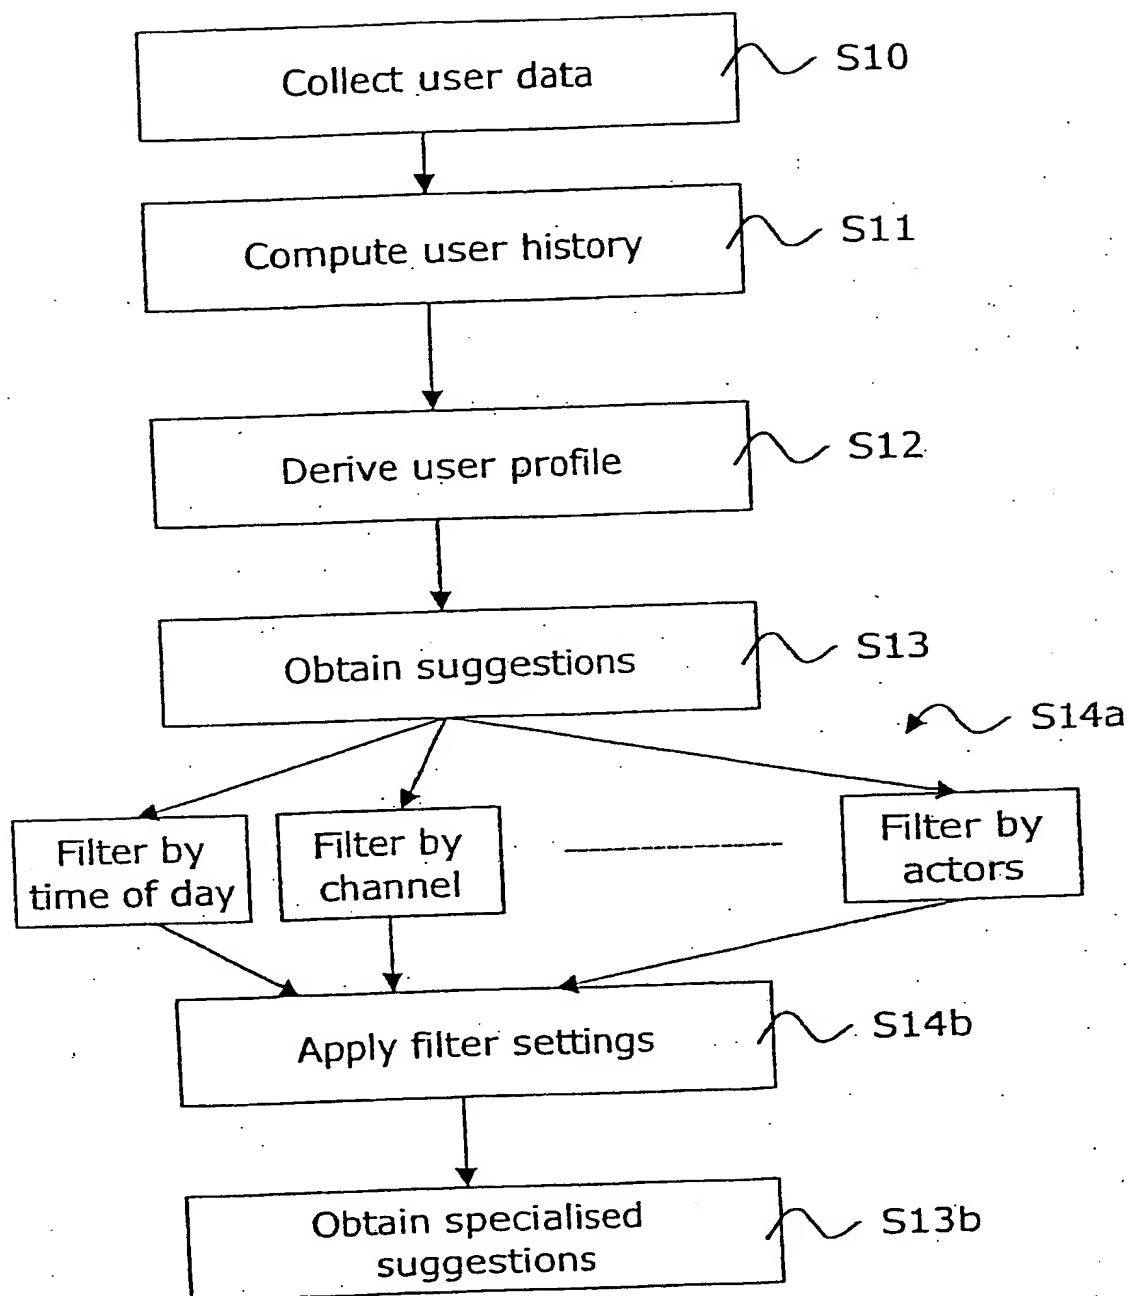 Collect user data
S10
Compute user history
S11
Derive user profile
S12
Obtain suggestions
S13
S14a
Filter by
time of day
Filter by
channel
Filter by
actors
Apply filter settings
S14b
Obtain specialised
suggestions
S13b